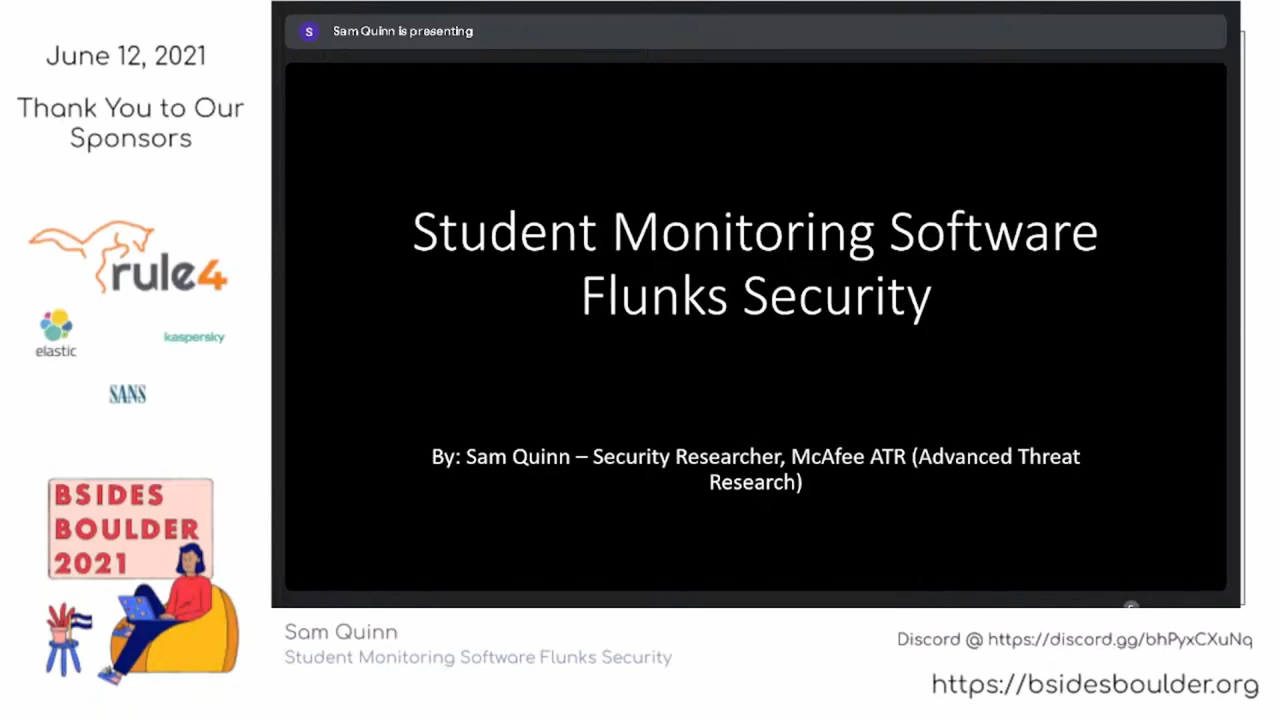 June 12, 2021
Thank You to Our
Sponsors
rule4
elastic
kaspersky
SANS
BSIDES
BOULDER
2021
S
Sam Quinn is presenting
Student Monitoring Software
Flunks Security
By: Sam Quinn – Security Researcher, McAfee ATR (Advanced Threat
Research)
Sam Quinn
Student Monitoring Software Flunks Security
Discord @ https://discord.gg/bhPyxCXuNq
https://bsidesboulder.org